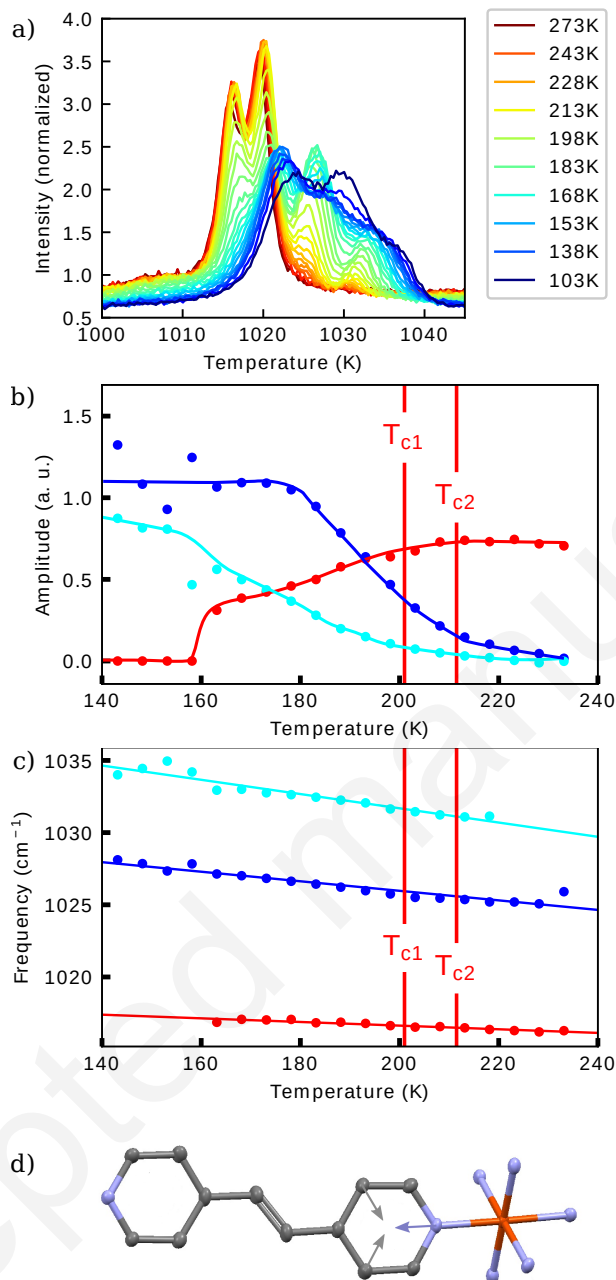 a)
Intensity (normalized)
4.0
3.5
3.0
2.5
2.0
1.5
1.0
0.5
1000 1010 1020 1030 1040
Temperature (K)
273K
243K
228K
213K
198K
183K
168K
153K
138K
103K
b)
Amplitude (a. u.)
1.5
1.0
0.5
0.0
Tc1
Tc2
140 160 180 200 220 240
Temperature (K)
c)
Frequency (cm⁻¹)
1035
1030
1025
1020
Tc1
Tc2
140 160 180 200 220 240
Temperature (K)
d)